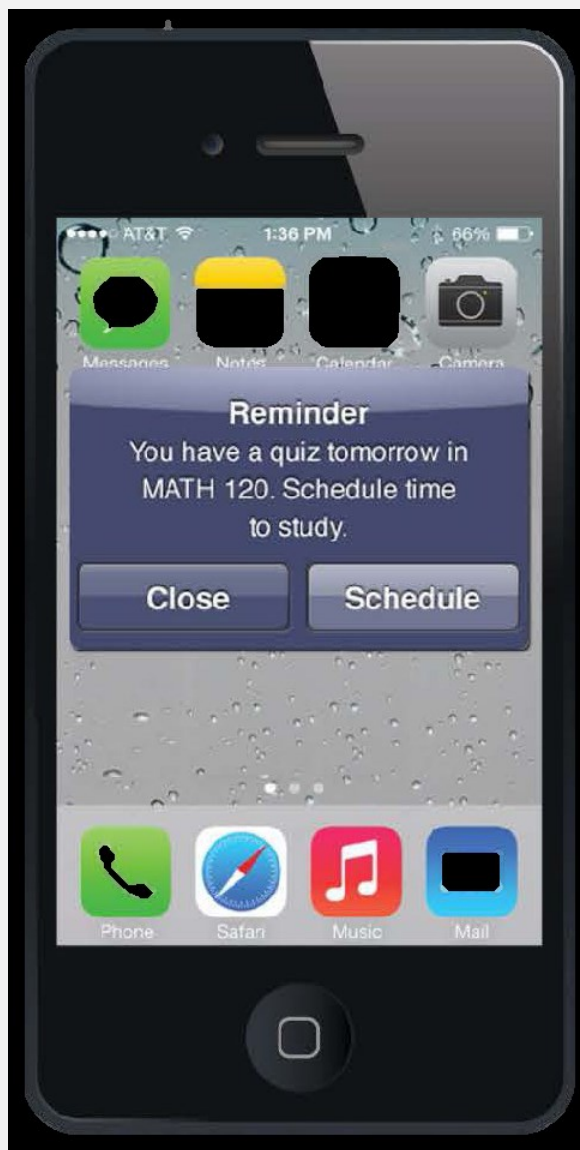 AT&T 1:36 PM 66%
Messages Notes Calendar Camera
Reminder
You have a quiz tomorrow in
MATH 120. Schedule time
to study.
Close Schedule
Phone Safari Music Mail